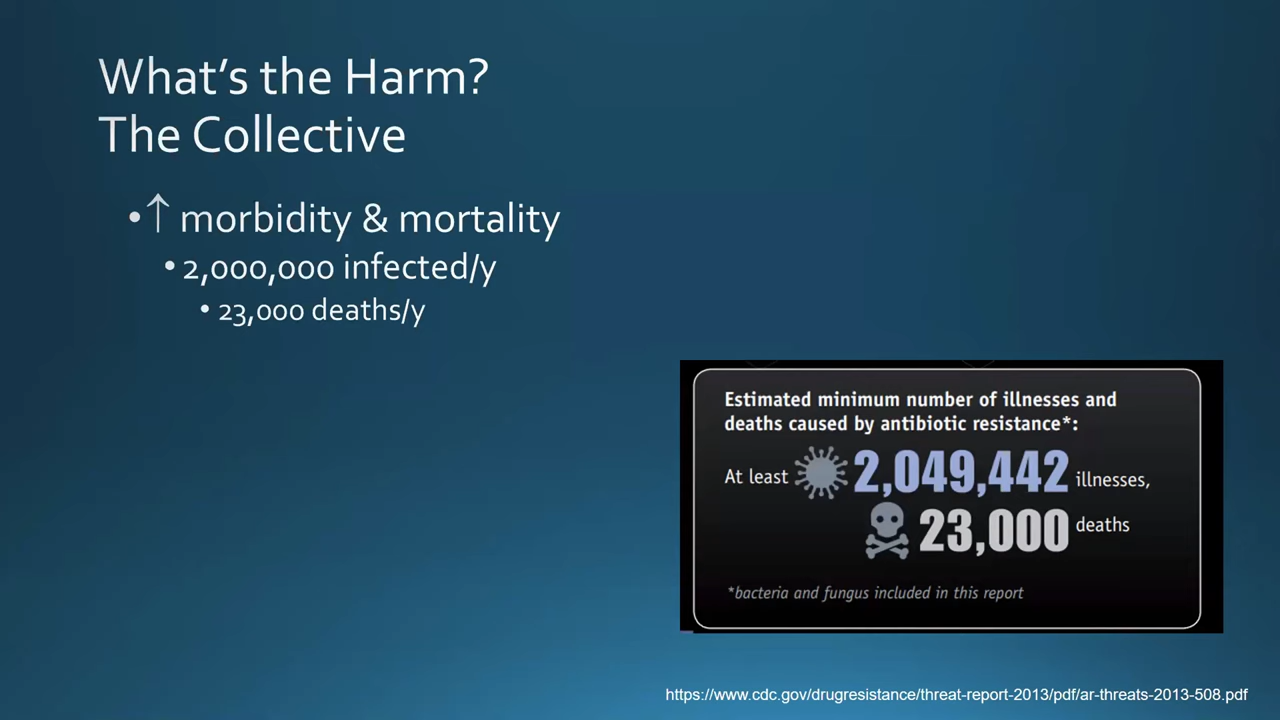 What's the Harm?
The Collective
•↑ morbidity & mortality
• 2,000,000 infected/y
• 23,000 deaths/y
Estimated minimum number of illnesses and
deaths caused by antibiotic resistance*:
At least 2,049,442 illnesses,
23,000 deaths
*bacteria and fungus included in this report
https://www.cdc.gov/drugresistance/threat-report-2013/pdf/ar-threats-2013-508.pdf